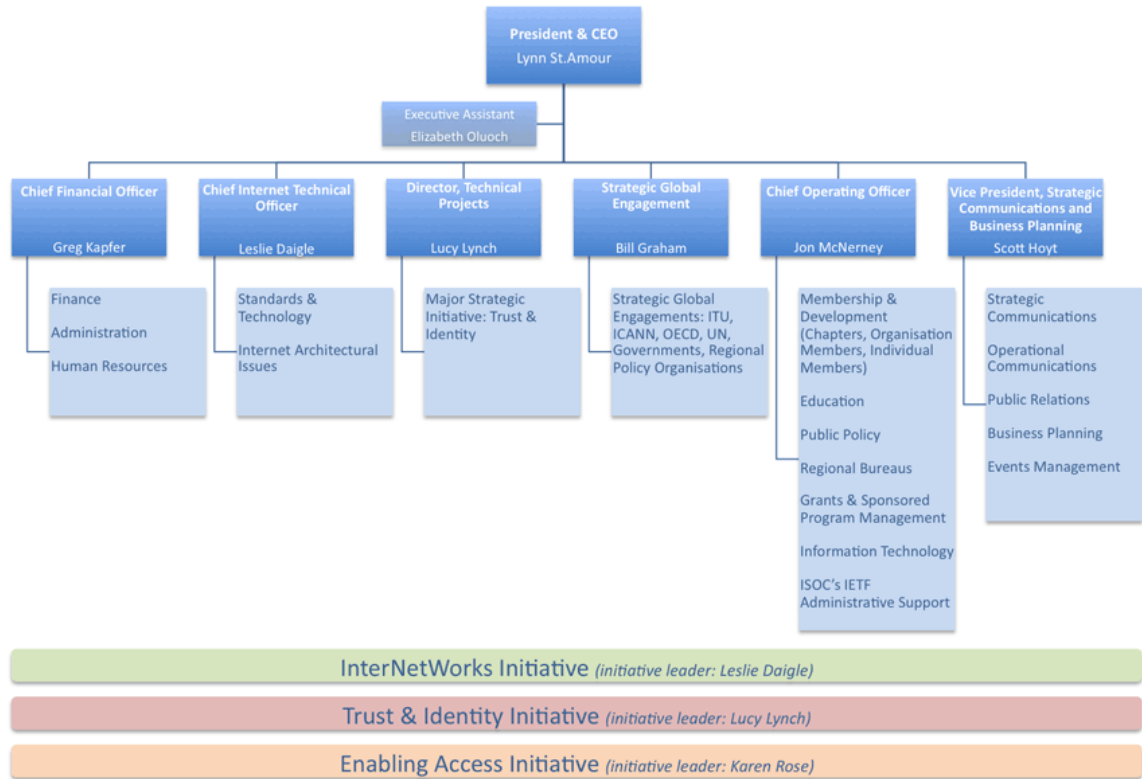 President & CEO
Lynn St.Amour
Executive Assistant
Elizabeth Oluoch
Chief Financial Officer
Greg Kapfer
Chief Internet Technical
Officer
Leslie Daigle
Director, Technical
Projects
Lucy Lynch
Strategic Global
Engagement
Bill Graham
Chief Operating Officer
Jon McNerney
Vice President, Strategic
Communications and
Business Planning
Scott Hoyt
Finance
Administration
Human Resources
Standards &
Technology
Internet Architectural
Issues
Major Strategic
Initiative: Trust &
Identity
Strategic Global
Engagements: ITU,
ICANN, OECD, UN,
Governments, Regional
Policy Organisations
Membership &
Development
(Chapters, Organisation
Members, Individual
Members)
Education
Public Policy
Regional Bureaus
Grants & Sponsored
Program Management
Information Technology
ISOC's IETF
Administrative Support
Strategic
Communications
Operational
Communications
Public Relations
Business Planning
Events Management
InterNetWorks Initiative (initiative leader: Leslie Daigle)
Trust & Identity Initiative (initiative leader: Lucy Lynch)
Enabling Access Initiative (initiative leader: Karen Rose)